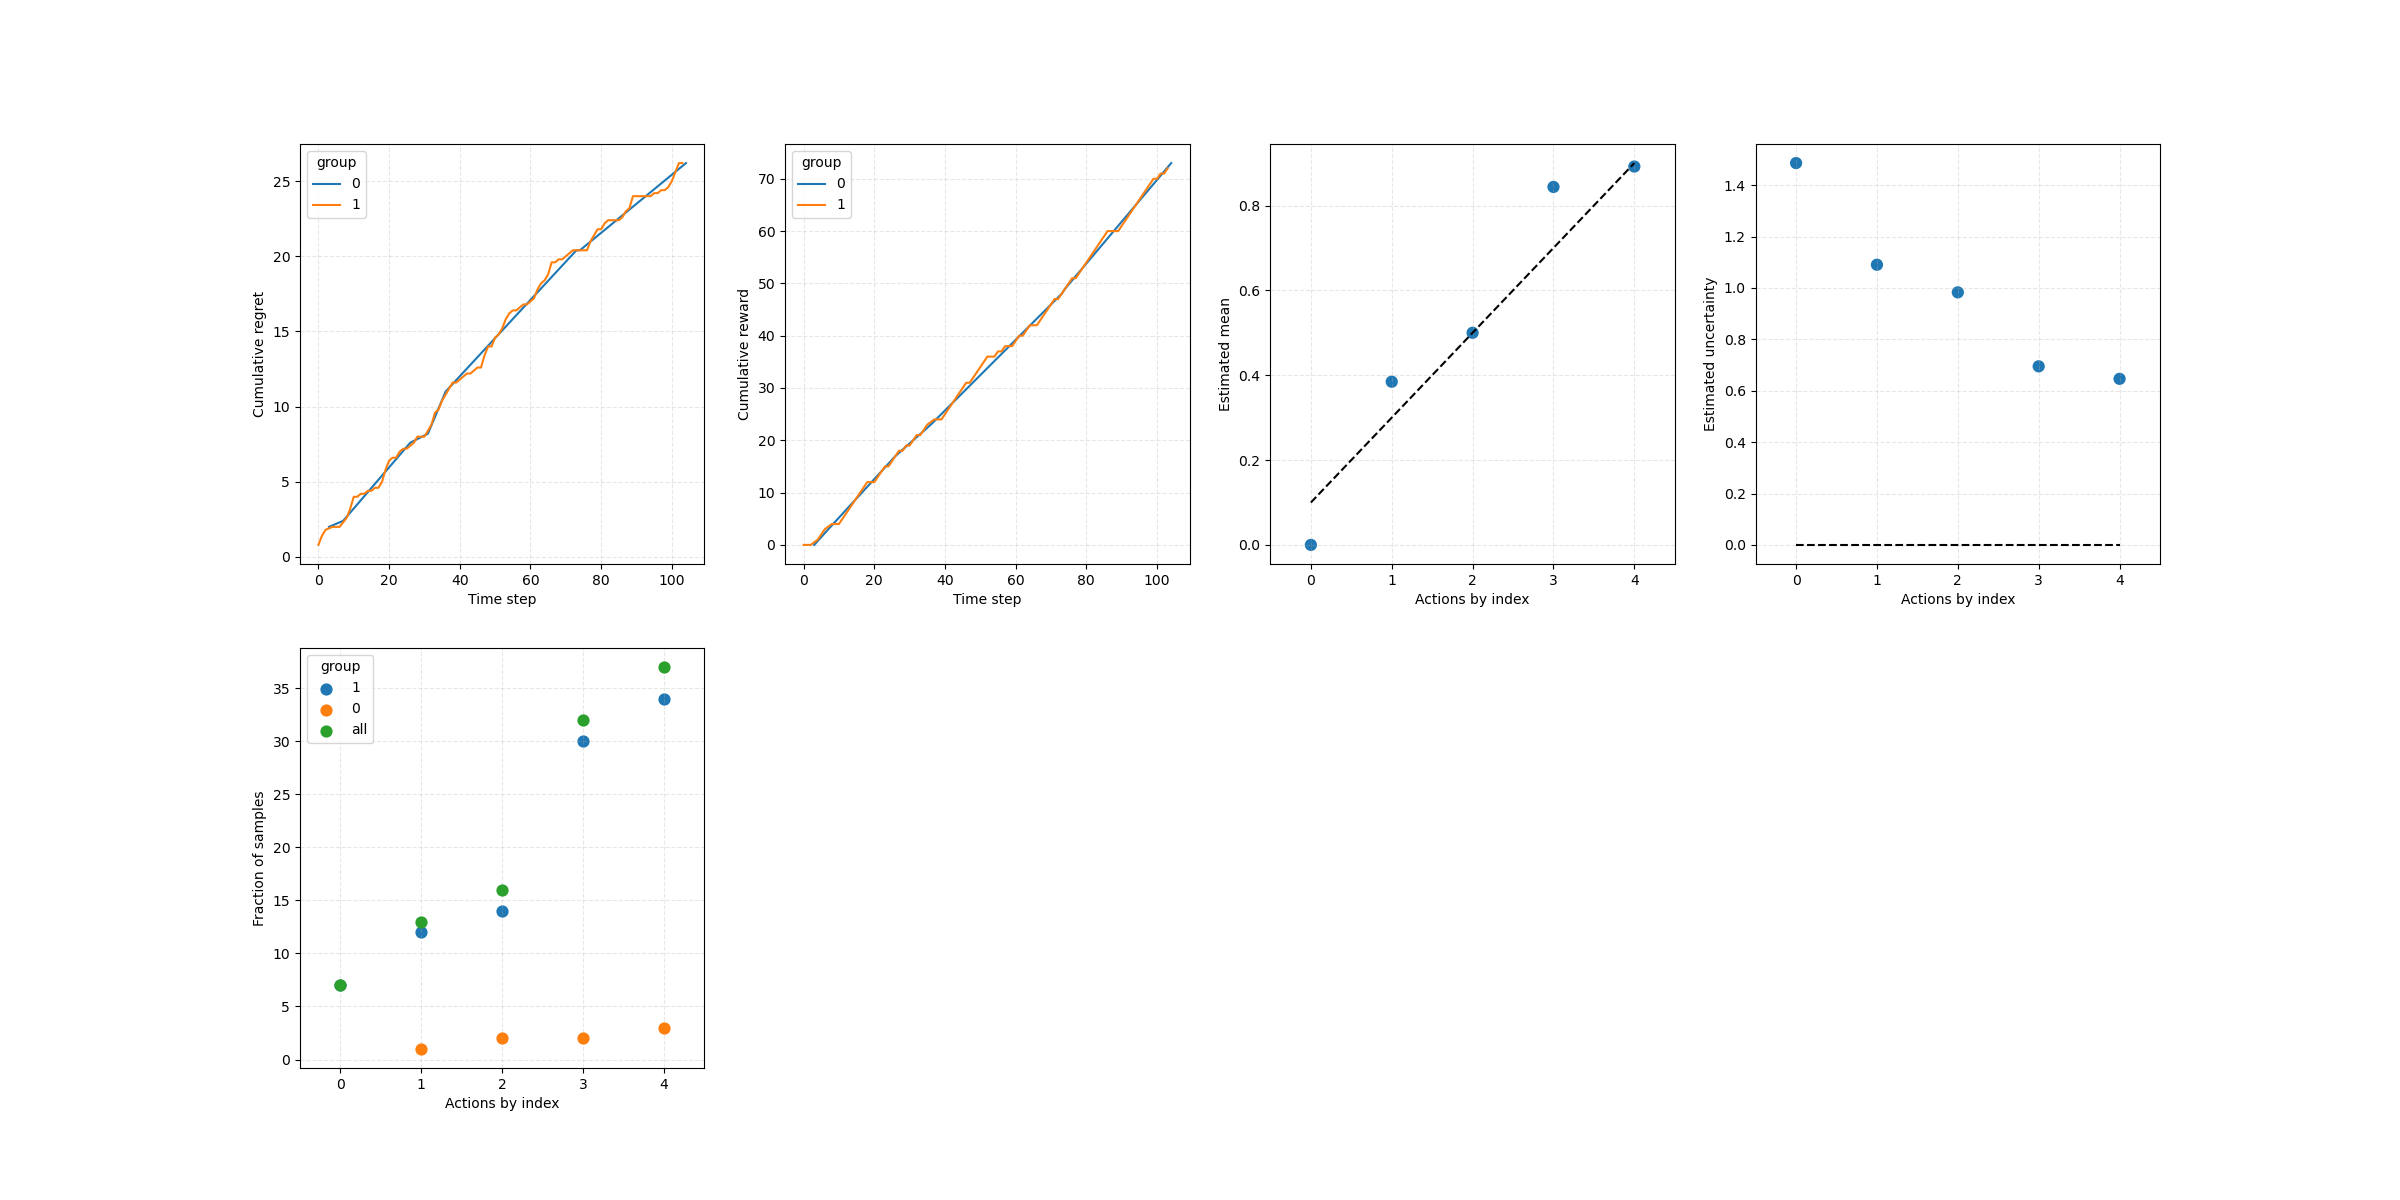 group
0
1
25
20
15
10
5
0
Cumulative regret
0 20 40 60 80 100
Time step
group
0
1
70
60
50
40
30
20
10
0
Cumulative reward
0 20 40 60 80 100
Time step
0.8
0.6
0.4
0.2
0.0
Estimated mean
0 1 2 3 4
Actions by index
1.4
1.2
1.0
0.8
0.6
0.4
0.2
0.0
Estimated uncertainty
0 1 2 3 4
Actions by index
group
1
0
all
35
30
25
20
15
10
5
0
Fraction of samples
0 1 2 3 4
Actions by index